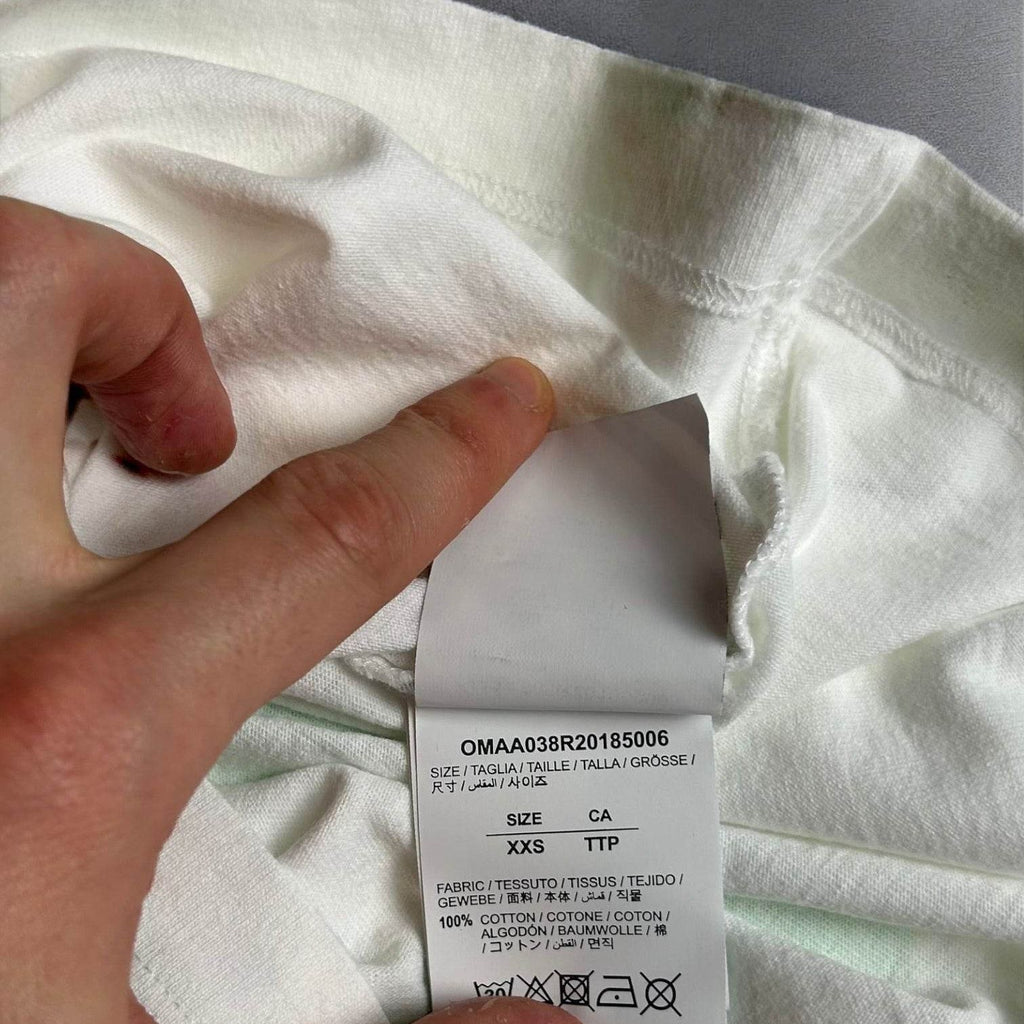 OMAA038R20185006
SIZE / TAGLIA / TAILLE / TALLA / GRÖSSE /
尺寸 / المقاس / 사이즈
SIZE CA
XXS TTP
FABRIC / TESSUTO / TISSUS / TEJIDO /
GEWEBE / 面料 / 本体 / قماش / 직물
100% COTTON / COTONE / COTON /
ALGODÓN / BAUMWOLLE / 棉
/ コットン / القطن / 면직
30